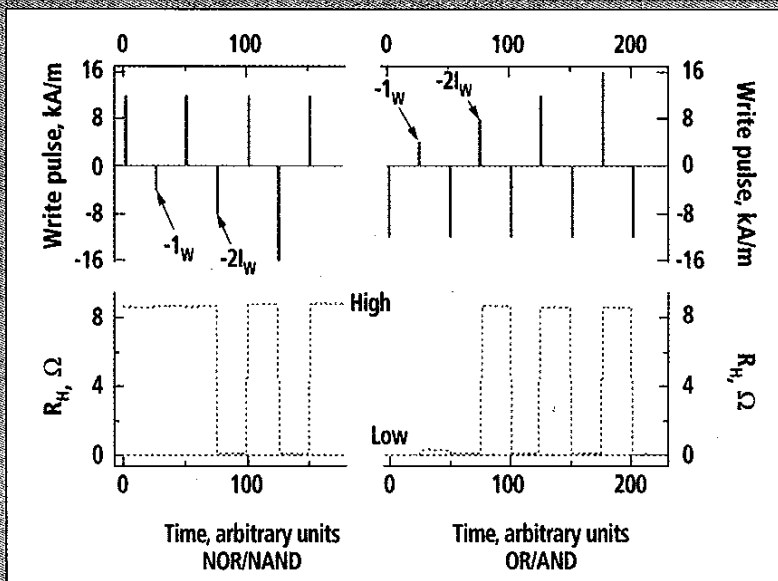 0 100 0 100 200
16 16
-1W -2IW
8 8
Write pulse, kA/m 0 0 Write pulse, kA/m
-8 -8
-1W -2IW
-16 -16
High
8 8
RH, Ω 4 4 RH, Ω
Low
0 0
0 100 0 100 200
Time, arbitrary units Time, arbitrary units
NOR/NAND OR/AND